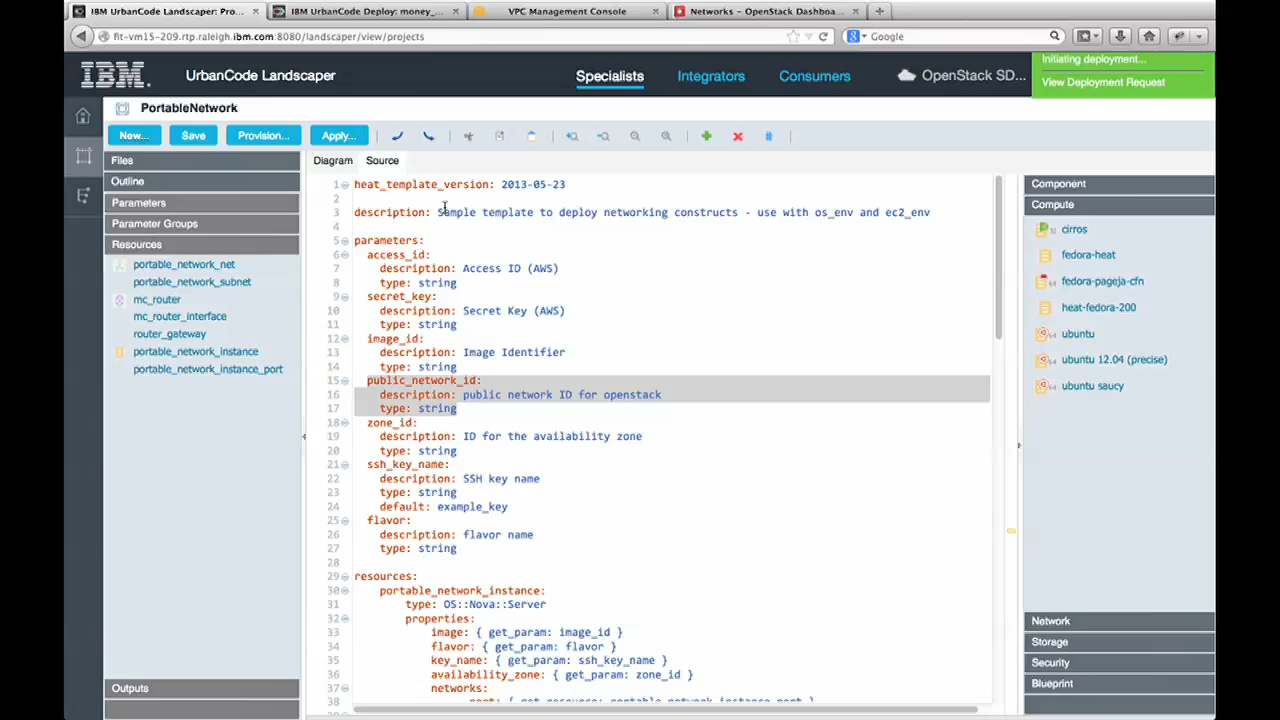 IBM UrbanCode Landscaper: Pro... IBM UrbanCode Deploy: money_... VPC Management Console Networks – OpenStack Dashboa...
fit-vm15-209.rtp.raleigh.ibm.com:8080/landscaper/view/projects Google
IBM. UrbanCode Landscaper Specialists Integrators Consumers OpenStack SD...
Initiating deployment...
View Deployment Request
PortableNetwork
New... Save Provision... Apply...
Files
Outline
Parameters
Parameter Groups
Resources
portable_network_net
portable_network_subnet
mc_router
mc_router_interface
router_gateway
portable_network_instance
portable_network_instance_port
Outputs
Diagram Source
1 heat_template_version: 2013-05-23
2
3 description: Sample template to deploy networking constructs - use with os_env and ec2_env
4
5 parameters:
6 access_id:
7 description: Access ID (AWS)
8 type: string
9 secret_key:
10 description: Secret Key (AWS)
11 type: string
12 image_id:
13 description: Image Identifier
14 type: string
15 public_network_id:
16 description: public network ID for openstack
17 type: string
18 zone_id:
19 description: ID for the availability zone
20 type: string
21 ssh_key_name:
22 description: SSH key name
23 type: string
24 default: example_key
25 flavor:
26 description: flavor name
27 type: string
28
29 resources:
30 portable_network_instance:
31 type: OS::Nova::Server
32 properties:
33 image: { get_param: image_id }
34 flavor: { get_param: flavor }
35 key_name: { get_param: ssh_key_name }
36 availability_zone: { get_param: zone_id }
37 networks:
38 - port: { get_resource: portable_network_instance_port }
Component
Compute
cirros
fedora-heat
fedora-pageja-cfn
heat-fedora-200
ubuntu
ubuntu 12.04 (precise)
ubuntu saucy
Network
Storage
Security
Blueprint